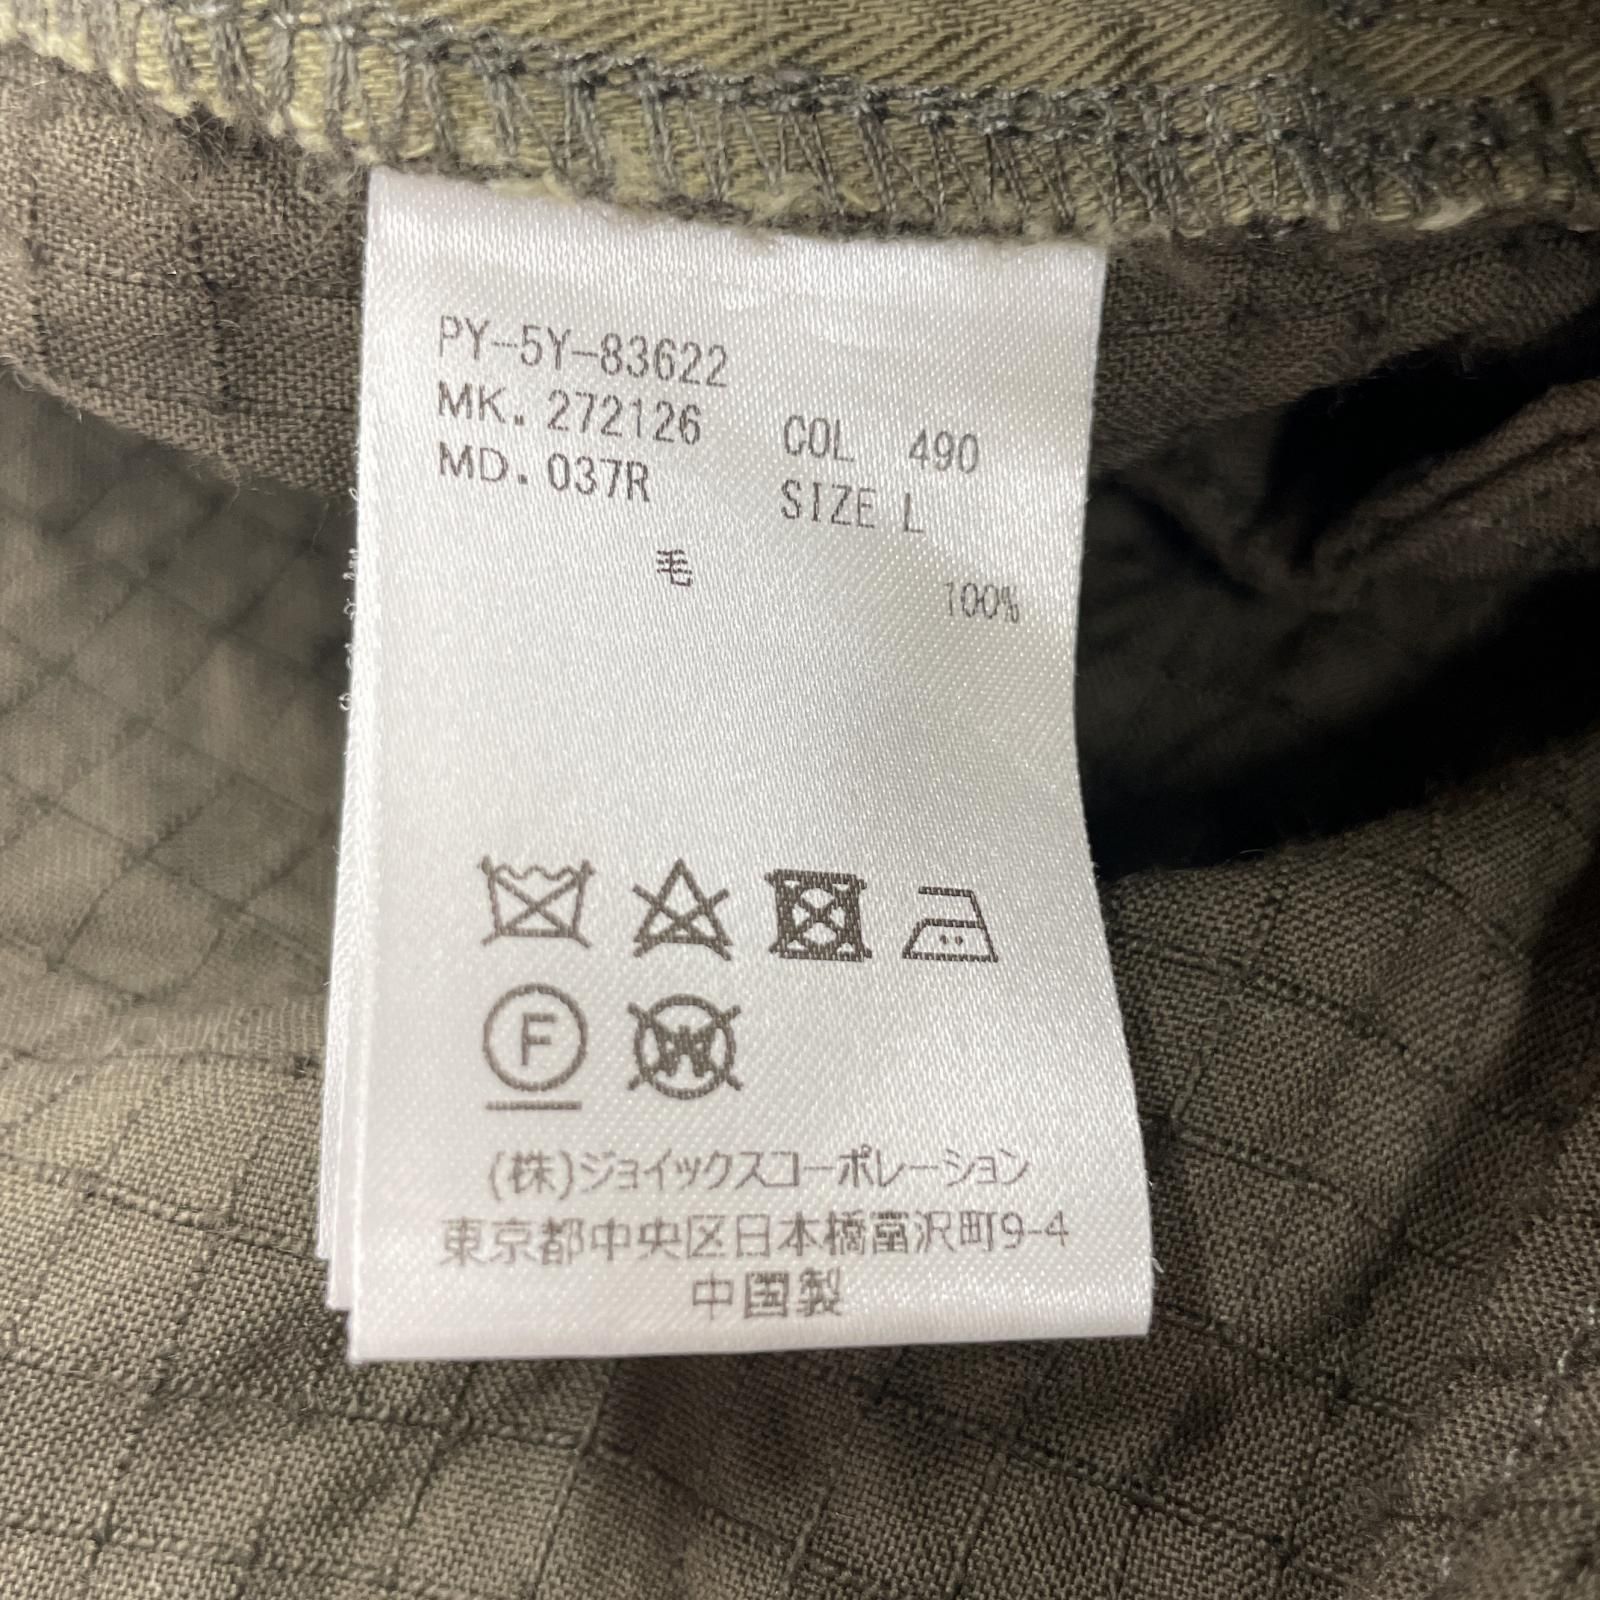 PY-5Y-83622
MK. 272126 COL 490
MD. 037R SIZE L
毛 100%
F
W
(株)ジョイックスコーポレーション
東京都中央区日本橋富沢町9-4
中国製